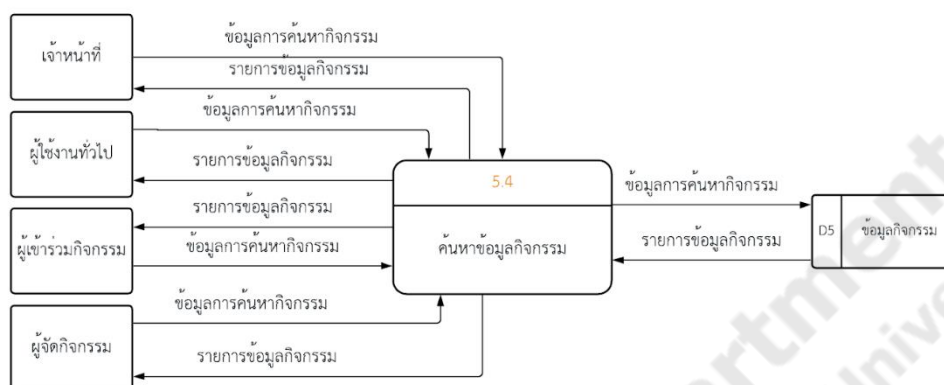 เจ้าหน้าที่
ข้อมูลการค้นหากิจกรรม
รายการข้อมูลกิจกรรม
ผู้ใช้งานทั่วไป
ข้อมูลการค้นหากิจกรรม
รายการข้อมูลกิจกรรม
ผู้เข้าร่วมกิจกรรม
รายการข้อมูลกิจกรรม
ข้อมูลการค้นหากิจกรรม
ผู้จัดกิจกรรม
ข้อมูลการค้นหากิจกรรม
รายการข้อมูลกิจกรรม
5.4
ค้นหาข้อมูลกิจกรรม
ข้อมูลการค้นหากิจกรรม
รายการข้อมูลกิจกรรม
D5 ข้อมูลกิจกรรม